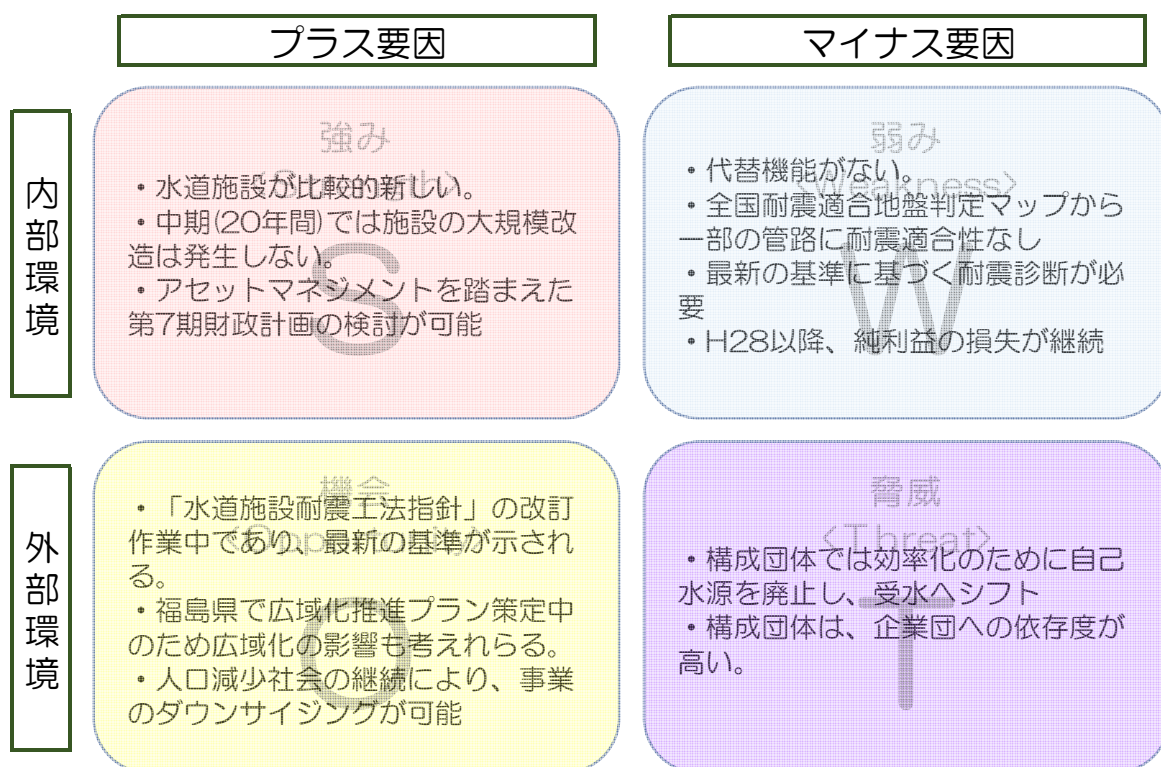 プラス要因
マイナス要因
内部環境
強み
<Strength>
S
・水道施設が比較的新しい。
・中期(20年間)では施設の大規模改
造は発生しない。
・アセットマネジメントを踏まえた
第7期財政計画の検討が可能
弱み
<Weakness>
W
・代替機能がない。
・全国耐震適合地盤判定マップから
一部の管路に耐震適合性なし
・最新の基準に基づく耐震診断が必
要
・H28以降、純利益の損失が継続
外部環境
機会
<Opportunity>
O
・「水道施設耐震工法指針」の改訂
作業中であり、最新の基準が示され
る。
・福島県で広域化推進プラン策定中
のため広域化の影響も考えれらる。
・人口減少社会の継続により、事業
のダウンサイジングが可能
脅威
<Threat>
T
・構成団体では効率化のために自己
水源を廃止し、受水へシフト
・構成団体は、企業団への依存度が
高い。